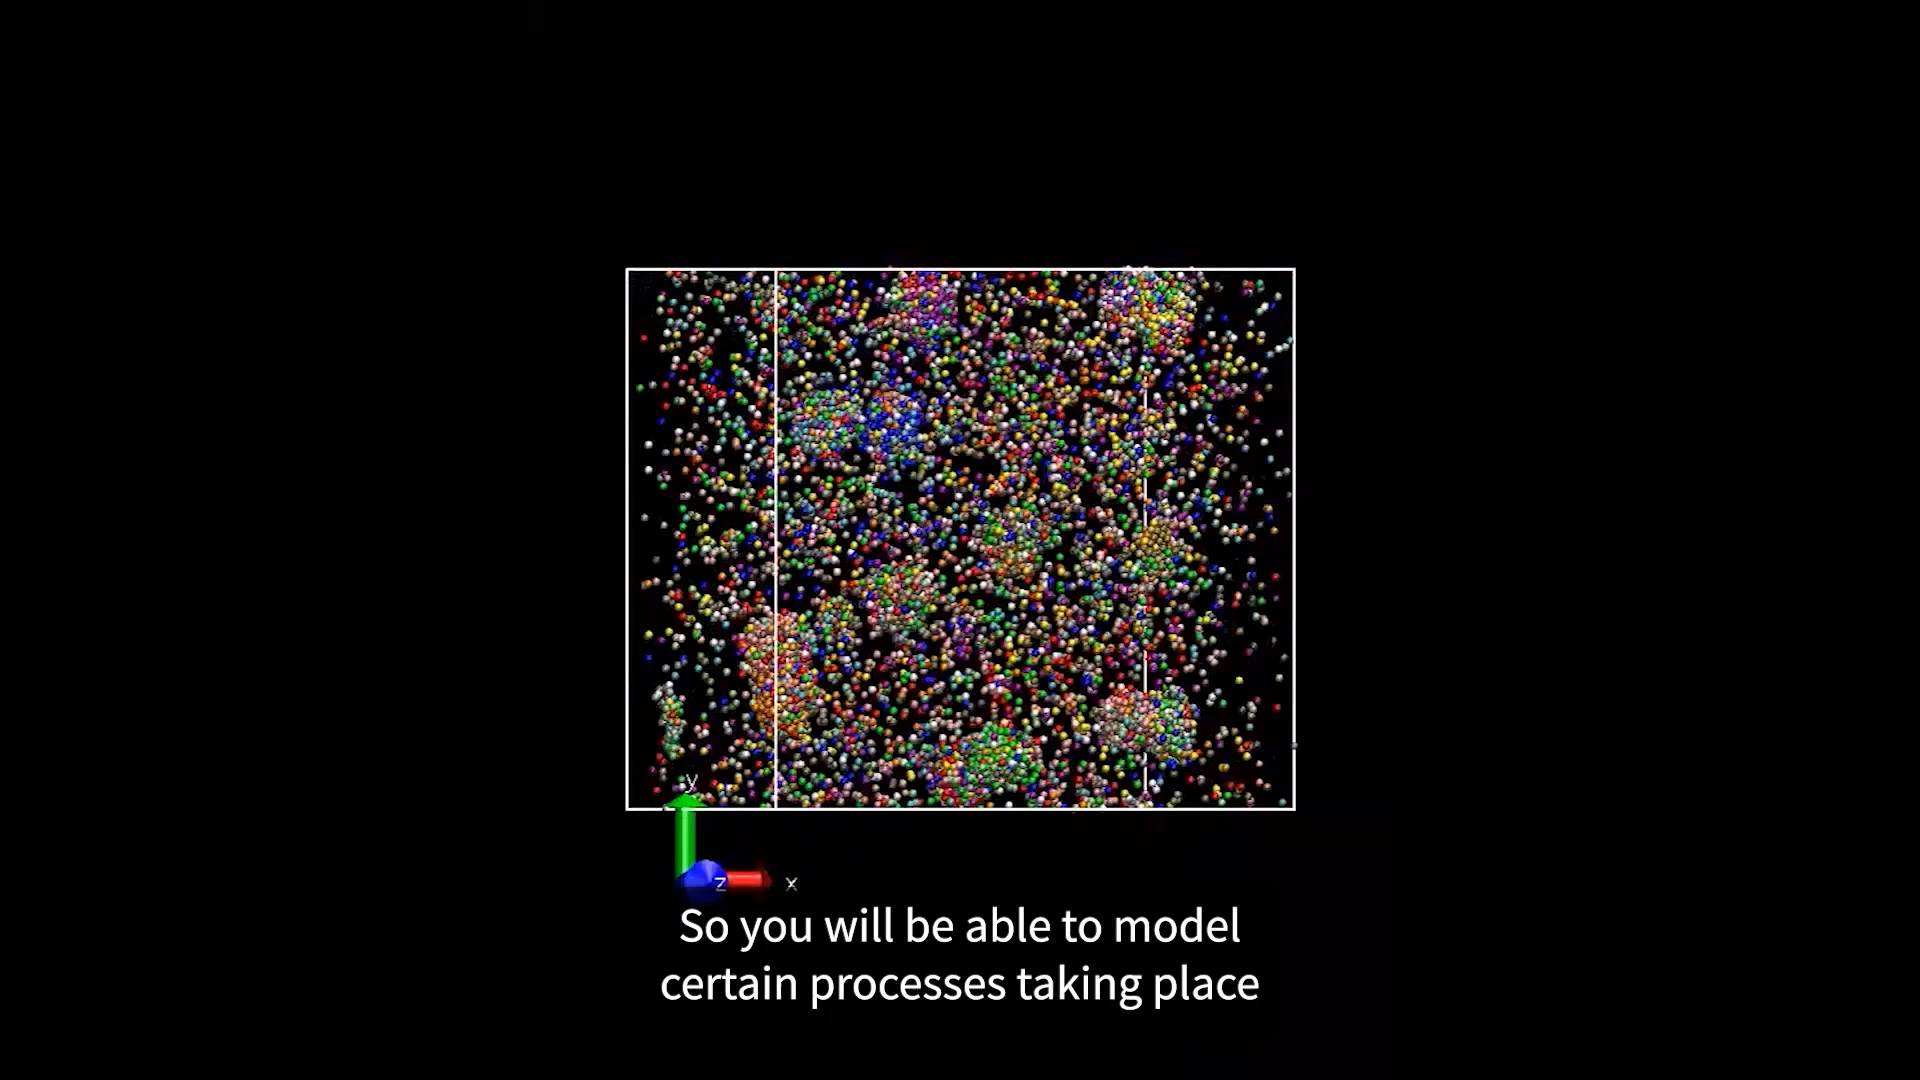 y
z
x
So you will be able to model
certain processes taking place